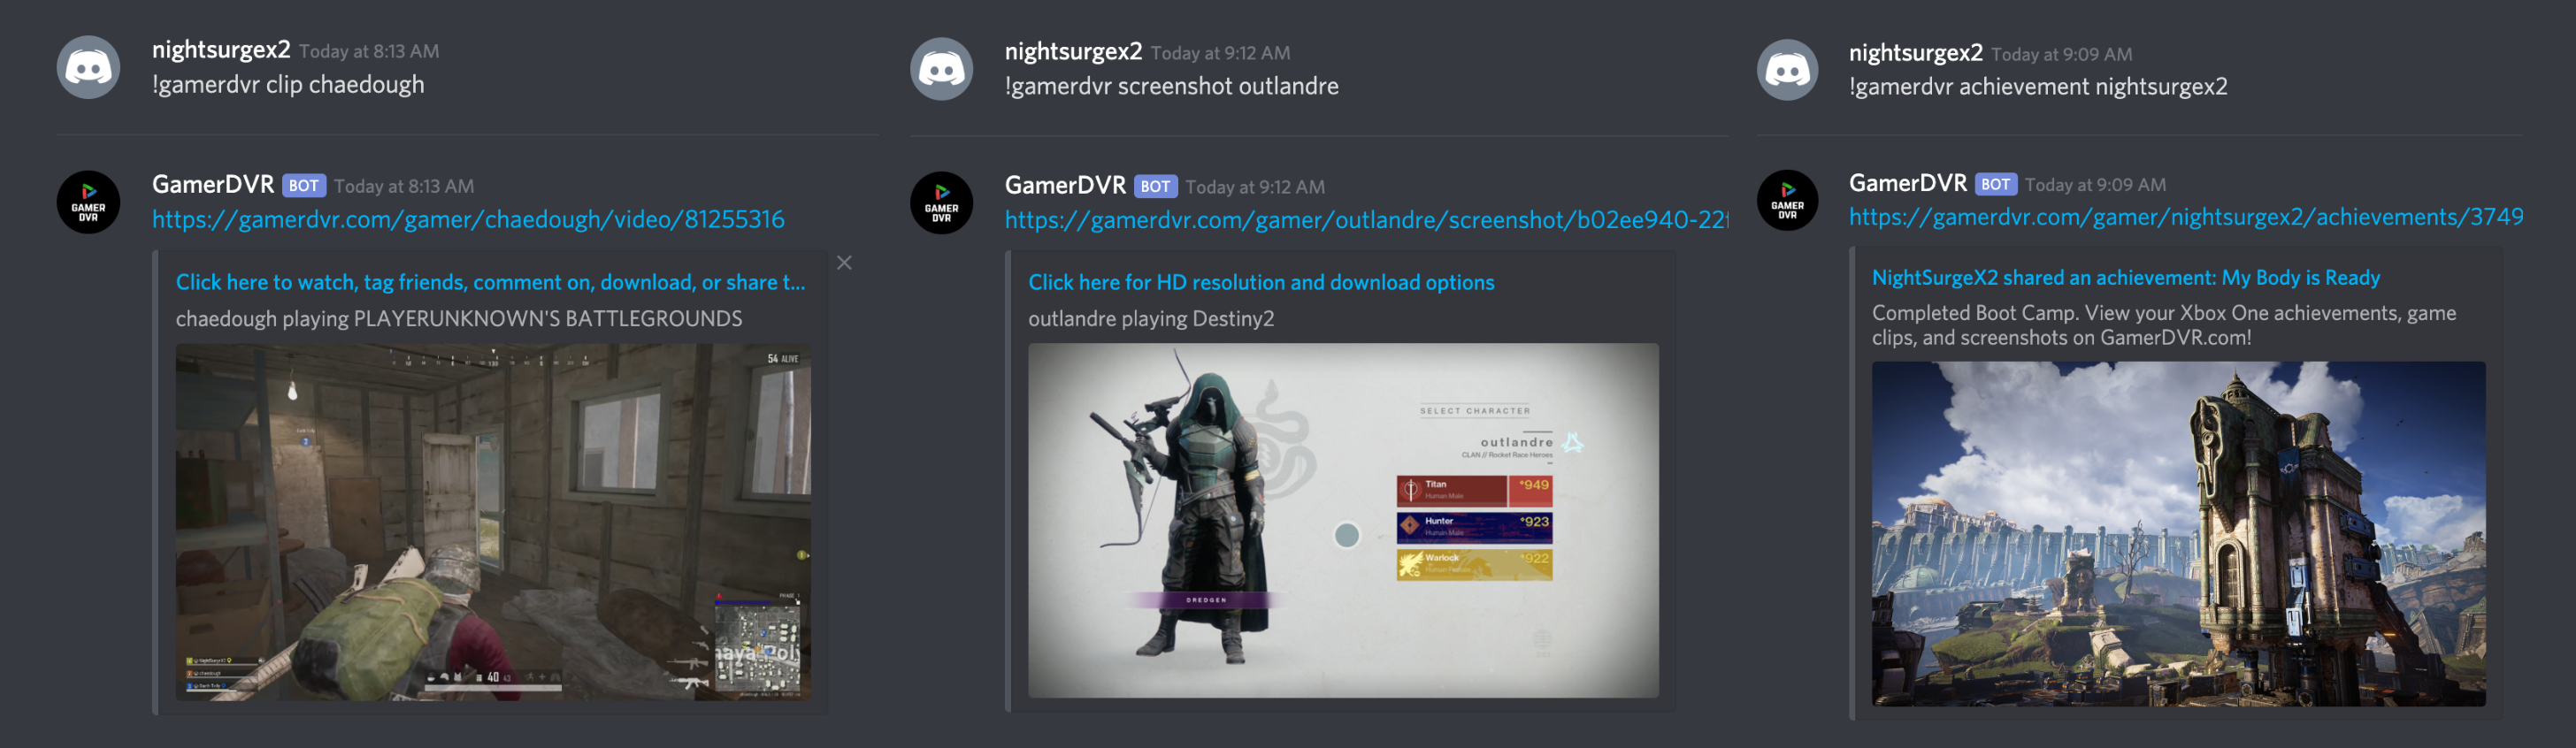 nightsurgex2 Today at 8:13 AM
!gamerdvr clip chaedough
GAMER
DVR
GamerDVR BOT Today at 8:13 AM
https://gamerdvr.com/gamer/chaedough/video/81255316
Click here to watch, tag friends, comment on, download, or share t...
chaedough playing PLAYERUNKNOWN'S BATTLEGROUNDS
54 ALIVE
PHASE 1
40
nightsurgex2 Today at 9:12 AM
!gamerdvr screenshot outlandre
GAMER
DVR
GamerDVR BOT Today at 9:12 AM
https://gamerdvr.com/gamer/outlandre/screenshot/b02ee940-22f
Click here for HD resolution and download options
outlandre playing Destiny2
SELECT CHARACTER
outlandre
CLAN // Rocket Race Heroes
Titan
Human Male
949
Hunter
Human Male
923
Warlock
Human Female
922
DREDGEN
nightsurgex2 Today at 9:09 AM
!gamerdvr achievement nightsurgex2
GAMER
DVR
GamerDVR BOT Today at 9:09 AM
https://gamerdvr.com/gamer/nightsurgex2/achievements/3749
NightSurgeX2 shared an achievement: My Body is Ready
Completed Boot Camp. View your Xbox One achievements, game
clips, and screenshots on GamerDVR.com!